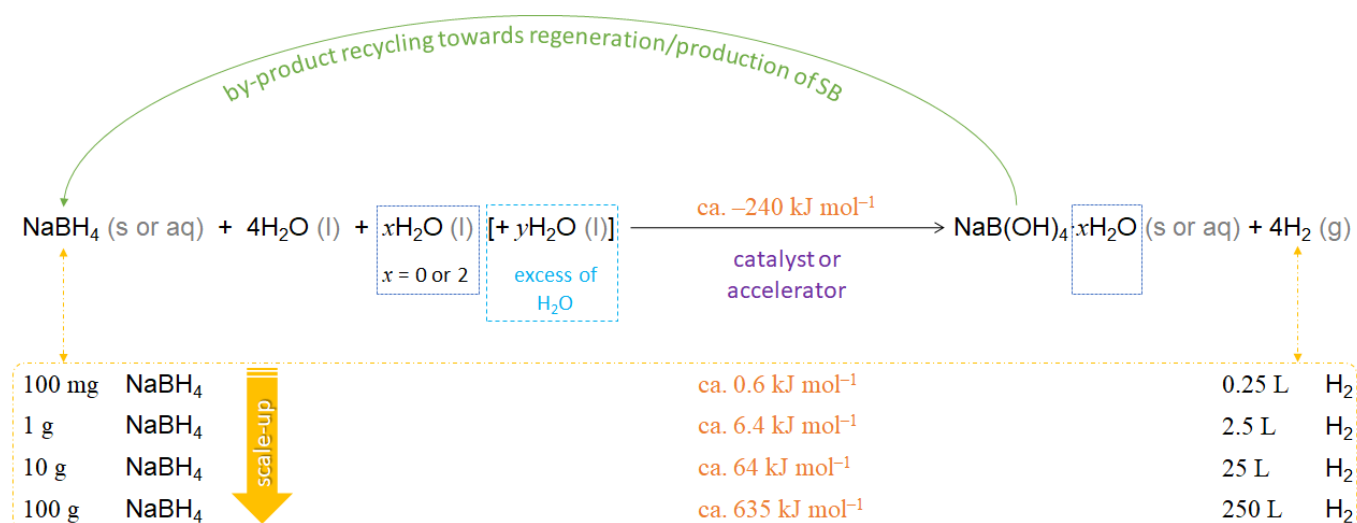 by-product recycling towards regeneration/production of SB
ca. –240 kJ mol⁻¹
NaBH₄ (s or aq) + 4H₂O (l) + xH₂O (l) [+ yH₂O (l)] NaB(OH)₄·xH₂O (s or aq) + 4H₂ (g)
x = 0 or 2
excess of
H₂O
catalyst or
accelerator
100 mg NaBH₄ ca. 0.6 kJ mol⁻¹ 0.25 L H₂
1 g NaBH₄ ca. 6.4 kJ mol⁻¹ 2.5 L H₂
10 g NaBH₄ ca. 64 kJ mol⁻¹ 25 L H₂
100 g NaBH₄ ca. 635 kJ mol⁻¹ 250 L H₂
scale-up